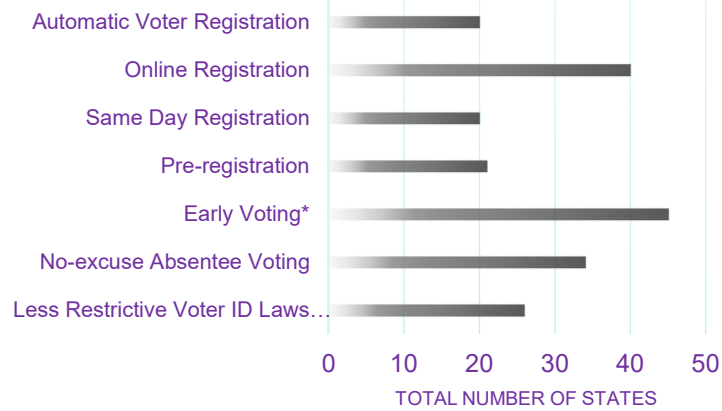 Automatic Voter Registration
Online Registration
Same Day Registration
Pre-registration
Early Voting*
No-excuse Absentee Voting
Less Restrictive Voter ID Laws…
0 10 20 30 40 50
TOTAL NUMBER OF STATES